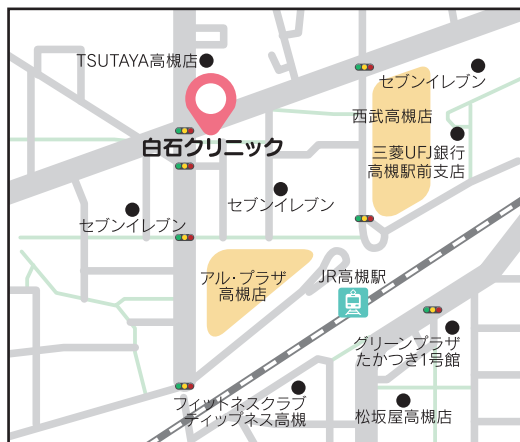 TSUTAYA高槻店
セブンイレブン
西武高槻店
白石クリニック
三菱UFJ銀行
高槻駅前支店
セブンイレブン
セブンイレブン
アル・プラザ
高槻店
JR高槻駅
グリーンプラザ
たかつき1号館
フィットネスクラブ
ティップネス高槻
松坂屋高槻店